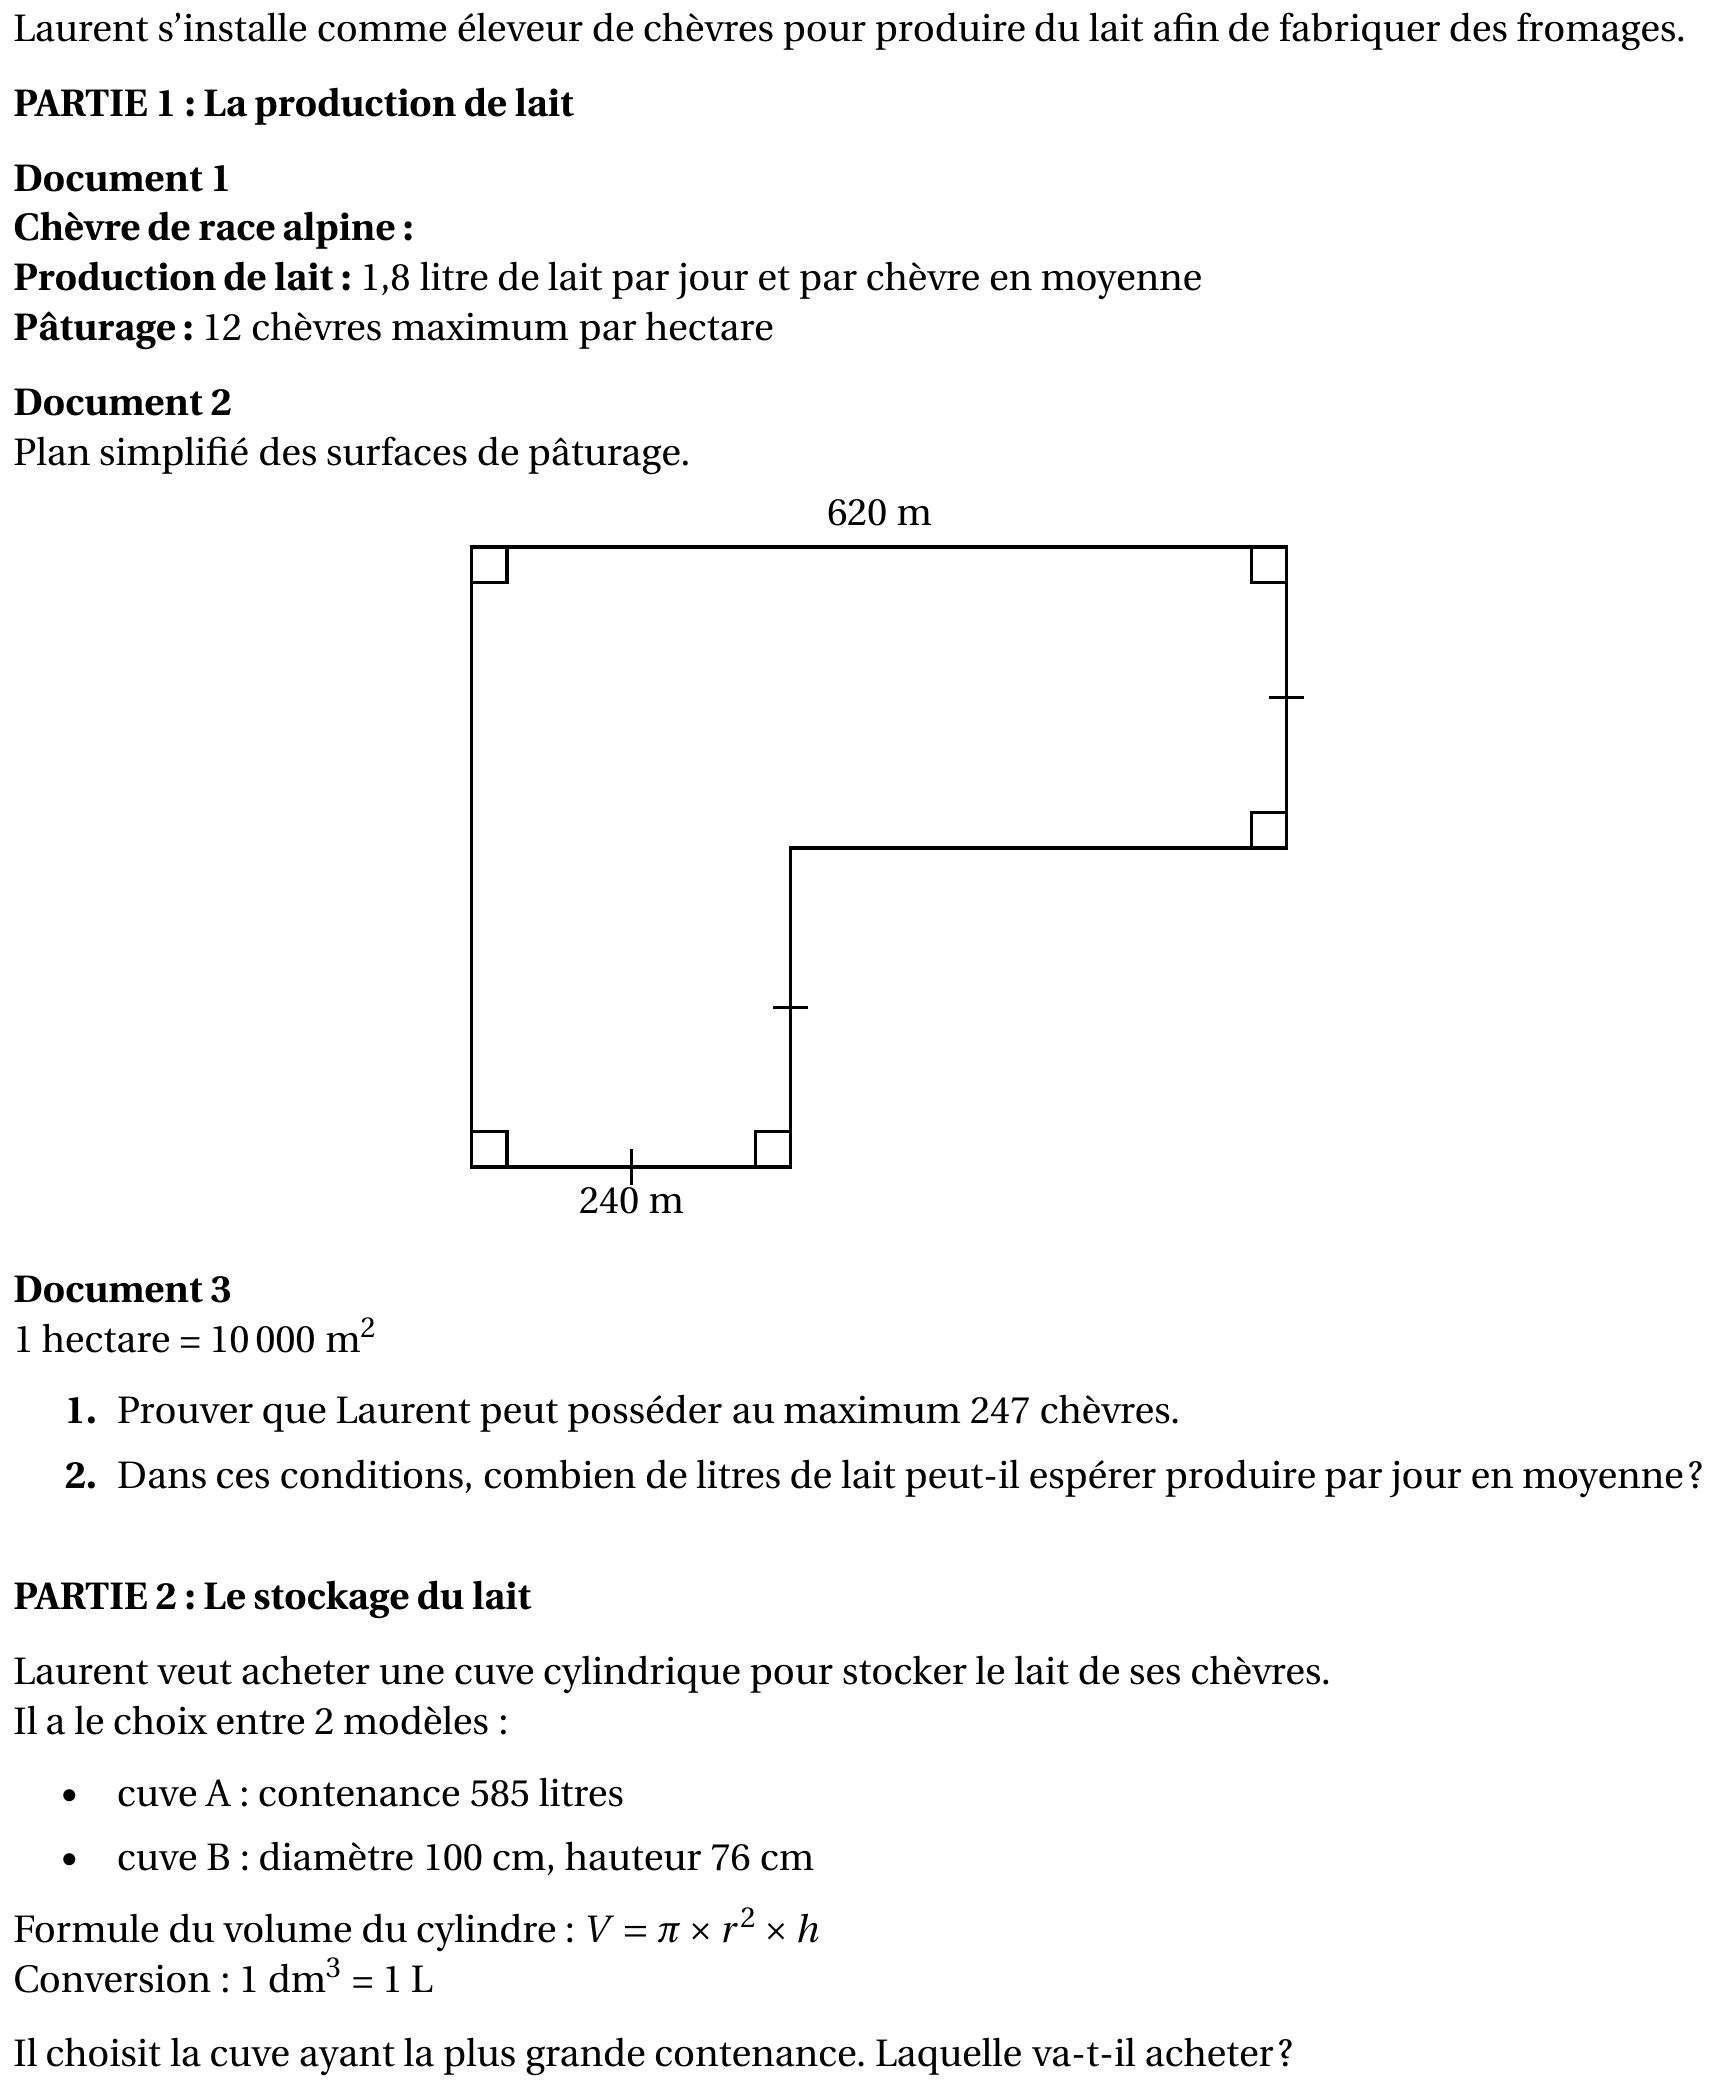 Laurent s’installe comme éleveur de chèvres pour produire du lait afin de fabriquer des fromages.
PARTIE 1 : La production de lait
Document 1
Chèvre de race alpine :
Production de lait : 1,8 litre de lait par jour et par chèvre en moyenne
Pâturage : 12 chèvres maximum par hectare
Document 2
Plan simplifié des surfaces de pâturage.
620 m
240 m
Document 3
1 hectare = 10 000 m²
1. Prouver que Laurent peut posséder au maximum 247 chèvres.
2. Dans ces conditions, combien de litres de lait peut-il espérer produire par jour en moyenne ?
PARTIE 2 : Le stockage du lait
Laurent veut acheter une cuve cylindrique pour stocker le lait de ses chèvres.
Il a le choix entre 2 modèles :
• cuve A : contenance 585 litres
• cuve B : diamètre 100 cm, hauteur 76 cm
Formule du volume du cylindre : V = π × r² × h
Conversion : 1 dm³ = 1 L
Il choisit la cuve ayant la plus grande contenance. Laquelle va-t-il acheter ?